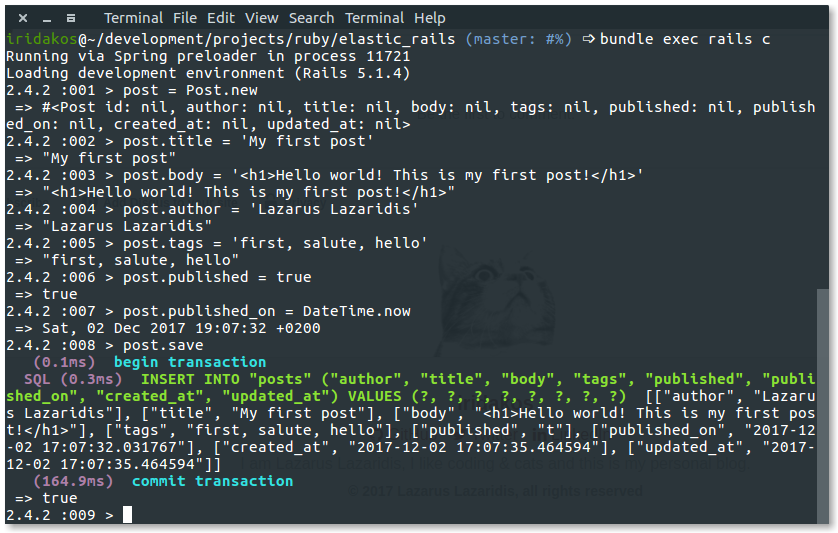 Terminal File Edit View Search Terminal Help
iridakos@~/development/projects/ruby/elastic_rails (master: #%) ➩bundle exec rails c
Running via Spring preloader in process 11721
Loading development environment (Rails 5.1.4)
2.4.2 :001 > post = Post.new
 => #<Post id: nil, author: nil, title: nil, body: nil, tags: nil, published: nil, publish
ed_on: nil, created_at: nil, updated_at: nil>
2.4.2 :002 > post.title = 'My first post'
 => "My first post"
2.4.2 :003 > post.body = '<h1>Hello world! This is my first post!</h1>'
 => "<h1>Hello world! This is my first post!</h1>"
2.4.2 :004 > post.author = 'Lazarus Lazaridis'
 => "Lazarus Lazaridis"
2.4.2 :005 > post.tags = 'first, salute, hello'
 => "first, salute, hello"
2.4.2 :006 > post.published = true
 => true
2.4.2 :007 > post.published_on = DateTime.now
 => Sat, 02 Dec 2017 19:07:32 +0200
2.4.2 :008 > post.save
   (0.1ms)  begin transaction
  SQL (0.3ms)  INSERT INTO "posts" ("author", "title", "body", "tags", "published", "publi
shed_on", "created_at", "updated_at") VALUES (?, ?, ?, ?, ?, ?, ?, ?)  [["author", "Lazaru
s Lazaridis"], ["title", "My first post"], ["body", "<h1>Hello world! This is my first pos
t!</h1>"], ["tags", "first, salute, hello"], ["published", "t"], ["published_on", "2017-12
-02 17:07:32.031767"], ["created_at", "2017-12-02 17:07:35.464594"], ["updated_at", "2017-
12-02 17:07:35.464594"]]
   (164.9ms)  commit transaction
 => true
© 2017 Lazarus Lazaridis, all rights reserved
2.4.2 :009 >